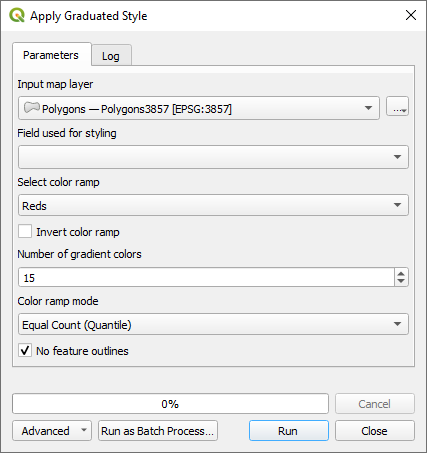 Apply Graduated Style
Parameters
Log
Input map layer
Polygons — Polygons3857 [EPSG:3857]
...
Field used for styling
Select color ramp
Reds
Invert color ramp
Number of gradient colors
15
Color ramp mode
Equal Count (Quantile)
No feature outlines
0%
Cancel
Advanced
Run as Batch Process...
Run
Close